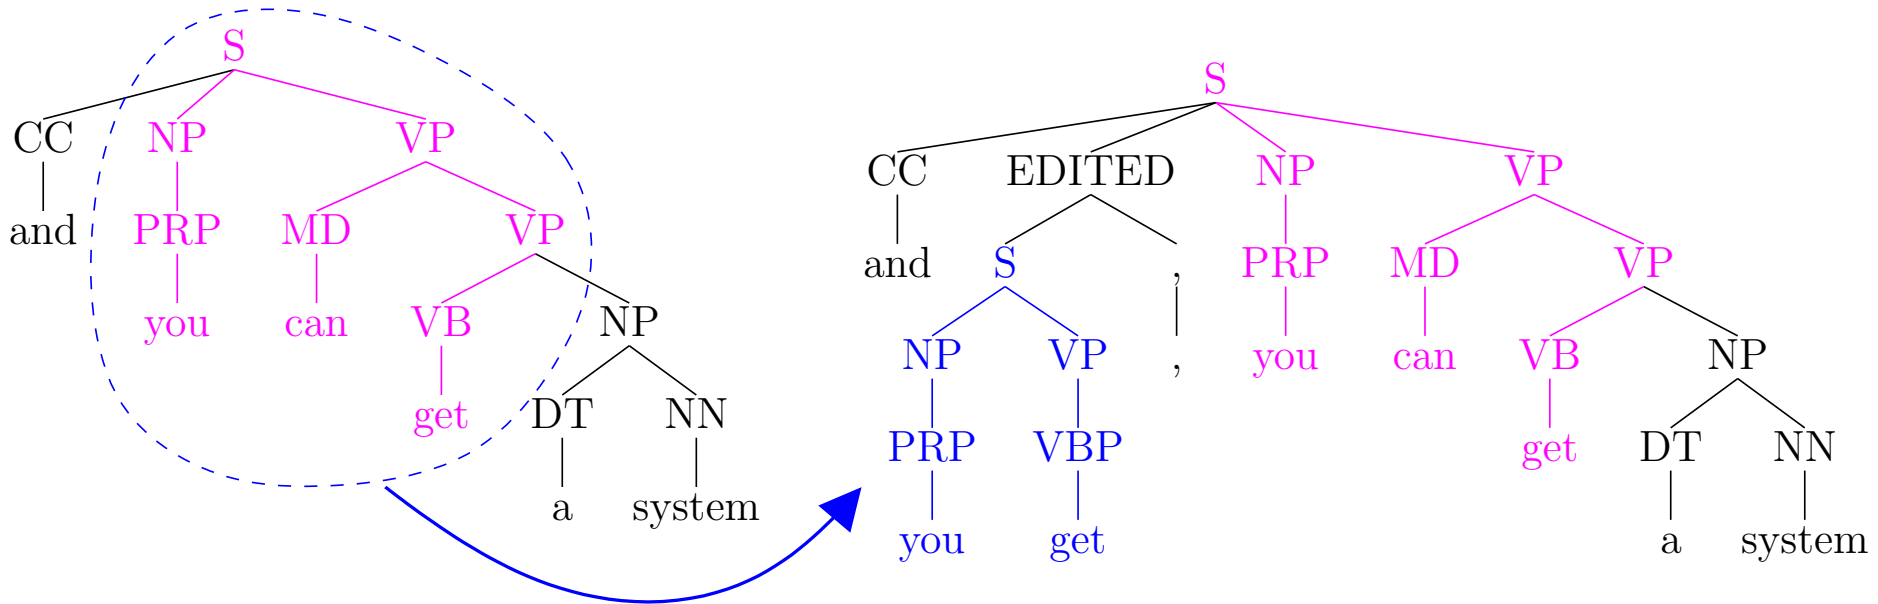 S
S
CC NP VP
CC EDITED NP VP
and PRP MD VP
and S , PRP MD VP
you can VB NP
NP VP , you can VB NP
get DT NN
PRP VBP get DT NN
a system
you get a system